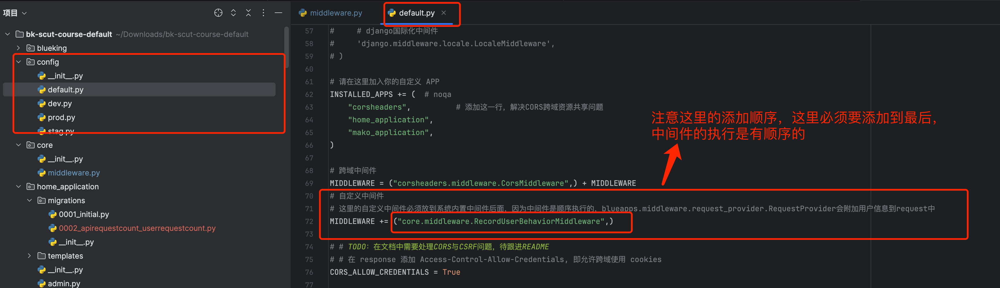 项目
bk-scut-course-default ~/Downloads/bk-scut-course-default
blueking
config
__init__.py
default.py
dev.py
prod.py
stag.py
core
__init__.py
middleware.py
home_application
migrations
0001_initial.py
0002_apirequestcount_userrequestcount.py
__init__.py
templates
__init__.py
admin.py
middleware.py
default.py
57 #     # django国际化中间件
58 #     'django.middleware.locale.LocaleMiddleware',
59 # )
60
61 # 请在这里加入你的自定义 APP
62 INSTALLED_APPS += (  # noqa
63     "corsheaders",          # 添加这一行，解决CORS跨域资源共享问题
64     "home_application",
65     "mako_application",
66 )
67
68 # 跨域中间件
69 MIDDLEWARE = ("corsheaders.middleware.CorsMiddleware",) + MIDDLEWARE
70 # 自定义中间件
71 # 这里的自定义中间件必须放到系统内置中间件后面，因为中间件是顺序执行的，blueapps.middleware.request_provider.RequestProvider会附加用户信息到request中
72 MIDDLEWARE += ("core.middleware.RecordUserBehaviorMiddleware",)
73
74 # # TODO：在文档中需要处理CORS与CSRF问题，待跟进README
75 # # 在 response 添加 Access-Control-Allow-Credentials, 即允许跨域使用 cookies
76 CORS_ALLOW_CREDENTIALS = True
77
注意这里的添加顺序，这里必须要添加到最后，
中间件的执行是有顺序的